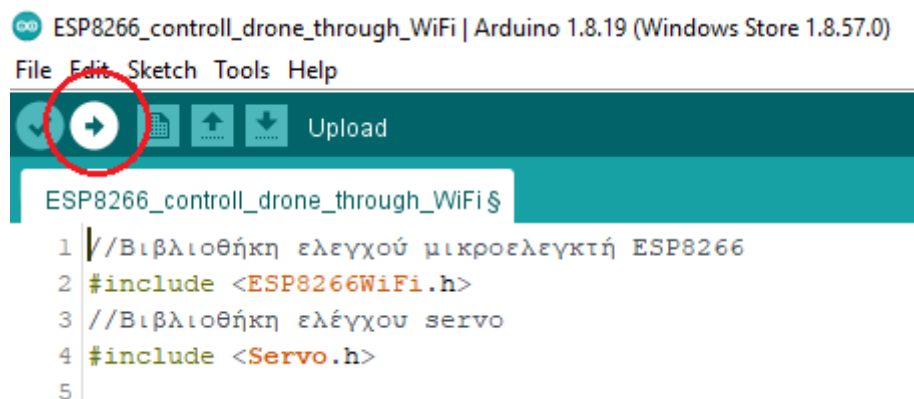 ESP8266_controll_drone_through_WiFi | Arduino 1.8.19 (Windows Store 1.8.57.0)
File Edit Sketch Tools Help
Upload
ESP8266_controll_drone_through_WiFi §
1 //Βιβλιοθήκη ελεγχού μικροελεγκτή ESP8266
2 #include <ESP8266WiFi.h>
3 //Βιβλιοθήκη ελέγχου servo
4 #include <Servo.h>
5